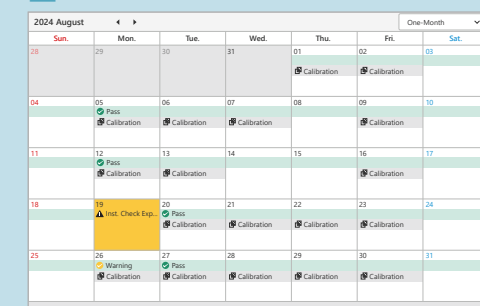 2024 August
One-Month
Sun. Mon. Tue. Wed. Thu. Fri. Sat.
28 29 30 31 01 02 03
Calibration Calibration
04 05 06 07 08 09 10
Pass
Calibration Calibration Calibration Calibration
11 12 13 14 15 16 17
Pass
Calibration Calibration Calibration
18 19 20 21 22 23 24
Inst. Check Exp... Pass
Calibration Calibration Calibration Calibration
25 26 27 28 29 30 31
Warning Pass
Calibration Calibration Calibration Calibration Calibration